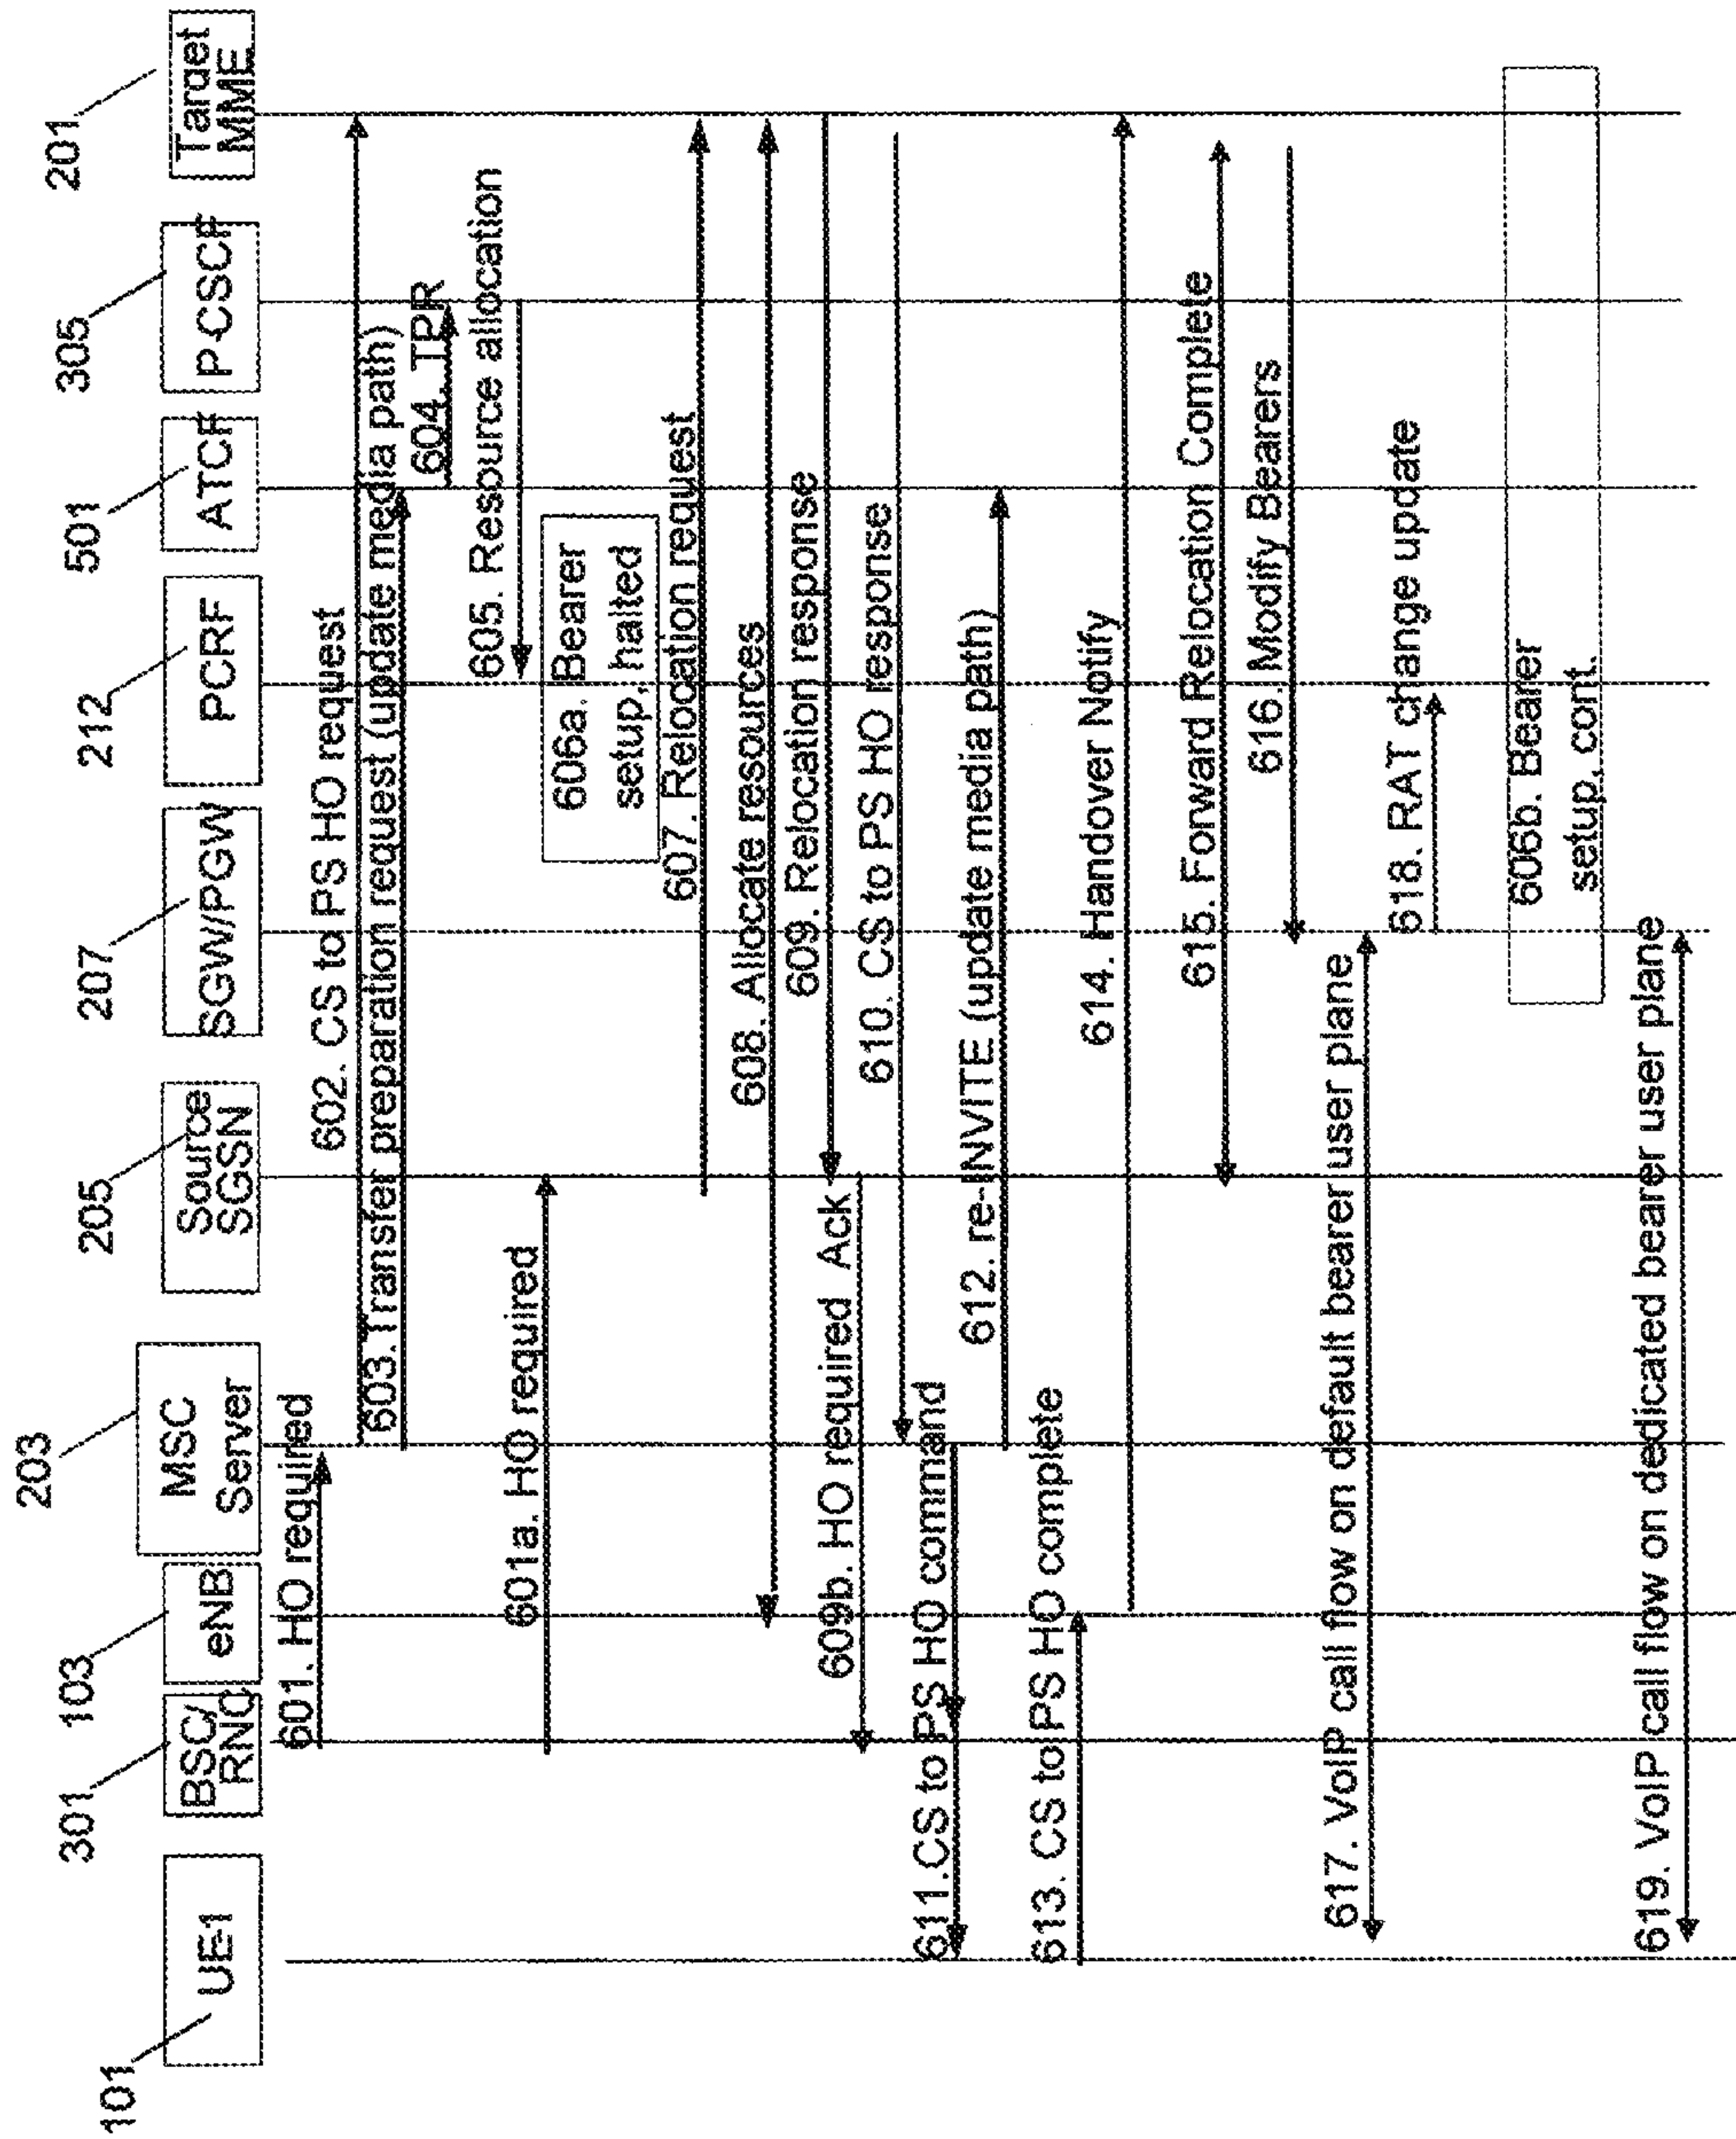 101
301
103
203
205
207
212
501
305
201
UE-1
BSC/
RNC
eNB
MSC
Server
Source
SGSN
SGW/PGW
PCRF
ATCF
P-CSCF
Target
MME
601. HO required
602. CS to PS HO request
603.Transfer preparation request (update media path)
604. TPR
605. Resource allocation
601a. HO required
606a. Bearer
setup, halted
607. Relocation request
608. Allocate resources
609. Relocation response
609b. HO required Ack
610. CS to PS HO response
611.CS to PS HO command
612. re-INVITE (update media path)
613. CS to PS HO complete
614. Handover Notify
615. Forward Relocation Complete
616. Modify Bearers
617. VoIP call flow on default bearer user plane
618. RAT change update
606b. Bearer
setup, cont.
619. VoIP call flow on dedicated bearer user plane